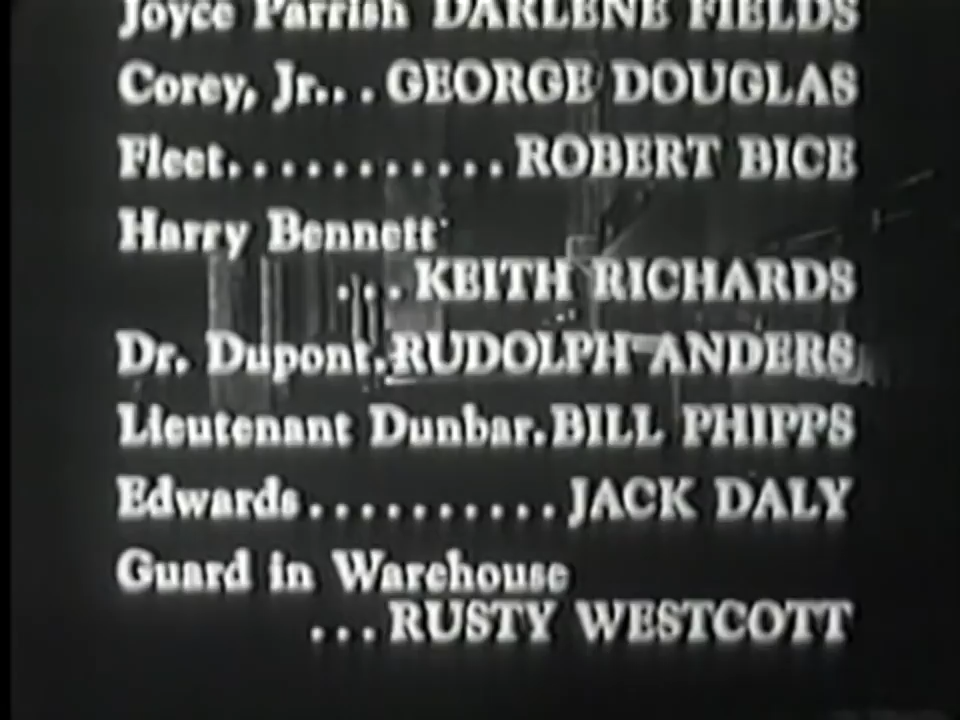 Joyce Parrish DARLENE FIELDS
Corey, Jr... .GEORGE DOUGLAS
Fleet...........ROBERT BICE
Harry Bennett
...KEITH RICHARDS
Dr. Dupont.RUDOLPH ANDERS
Lieutenant Dunbar.BILL PHIPPS
Edwards..........JACK DALY
Guard in Warehouse
...RUSTY WESTCOTT